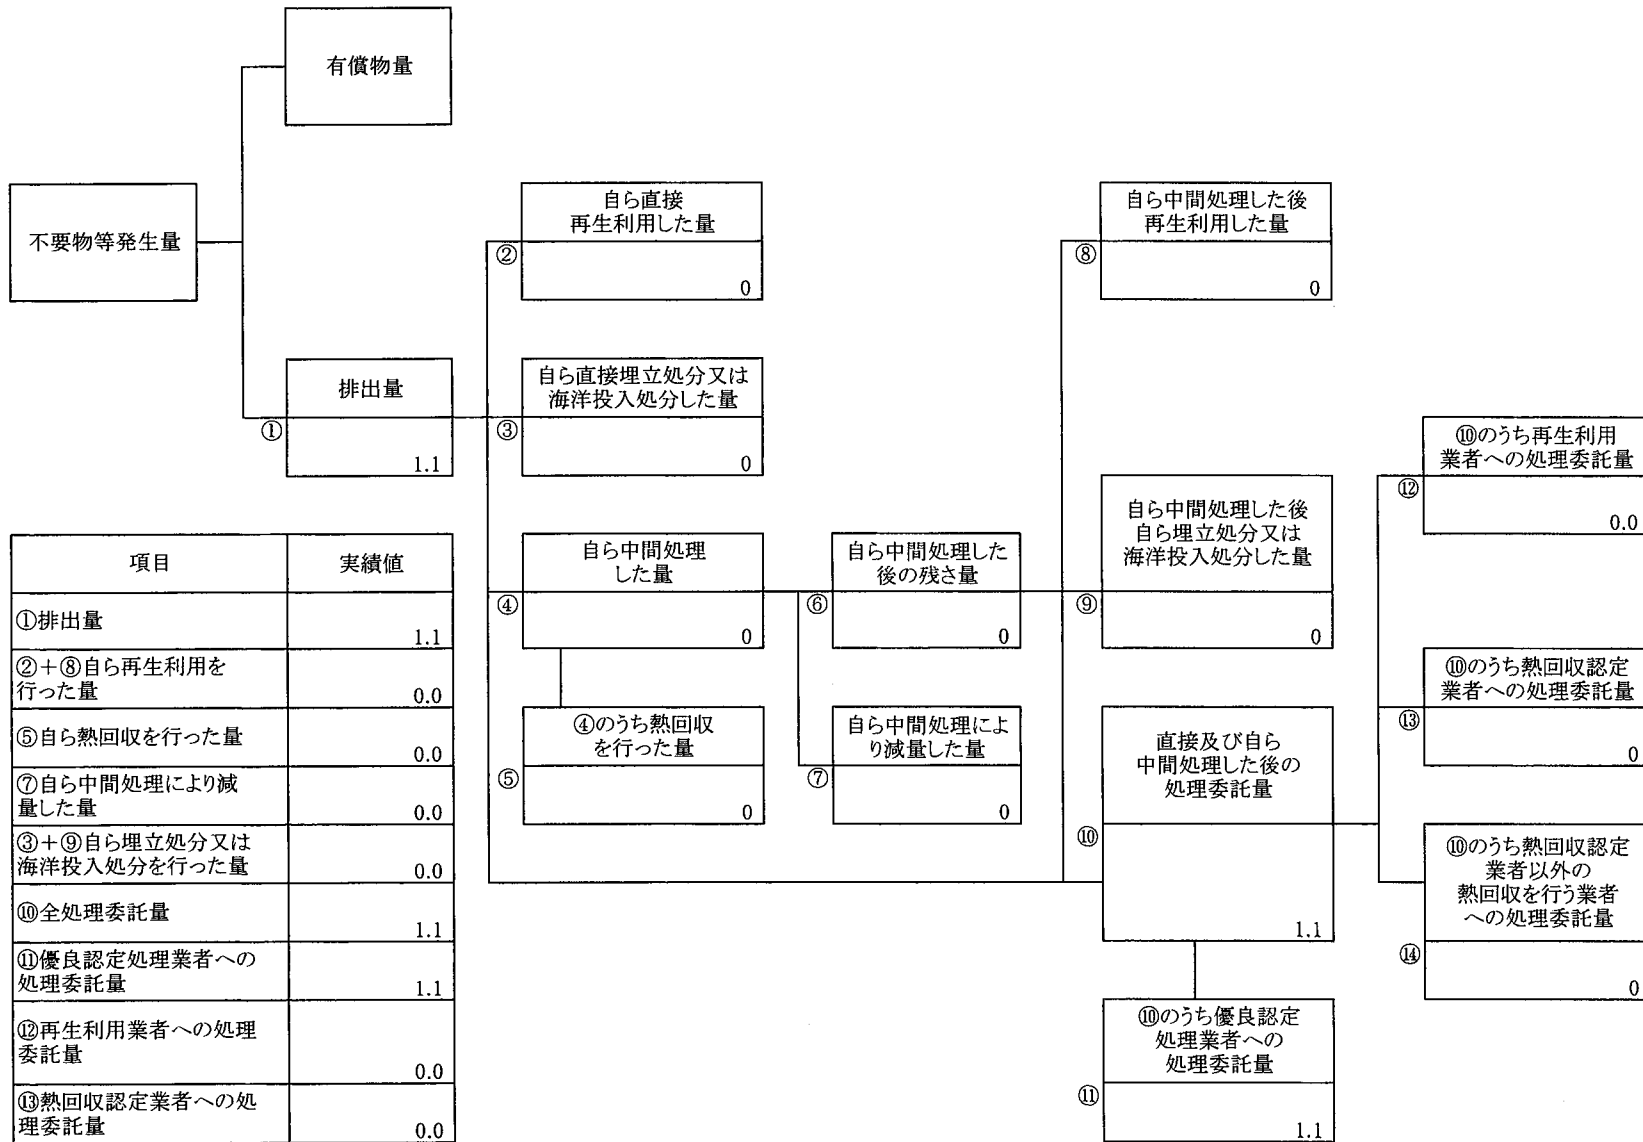 有償物量
不要物等発生量
自ら直接
再生利用した量
②
0
自ら中間処理した後
再生利用した量
⑧
0
排出量
①
1.1
自ら直接埋立処分又は
海洋投入処分した量
③
0
⑩のうち再生利用
業者への処理委託量
⑫
0.0
自ら中間処理
した量
④
0
自ら中間処理した
後の残さ量
⑥
0
自ら中間処理した後
自ら埋立処分又は
海洋投入処分した量
⑨
0
⑩のうち熱回収認定
業者への処理委託量
⑬
0
④のうち熱回収
を行った量
⑤
0
自ら中間処理によ
り減量した量
⑦
0
直接及び自ら
中間処理した後の
処理委託量
⑩
1.1
⑩のうち熱回収認定
業者以外の
熱回収を行う業者
への処理委託量
⑭
0
⑩のうち優良認定
処理業者への
処理委託量
⑪
1.1
項目 実績値
①排出量
1.1
②+⑧自ら再生利用を
行った量 0.0
⑤自ら熱回収を行った量
0.0
⑦自ら中間処理により減
量した量 0.0
③+⑨自ら埋立処分又は
海洋投入処分を行った量 0.0
⑩全処理委託量
1.1
⑪優良認定処理業者への
処理委託量 1.1
⑫再生利用業者への処理
委託量 0.0
⑬熱回収認定業者への処
理委託量 0.0